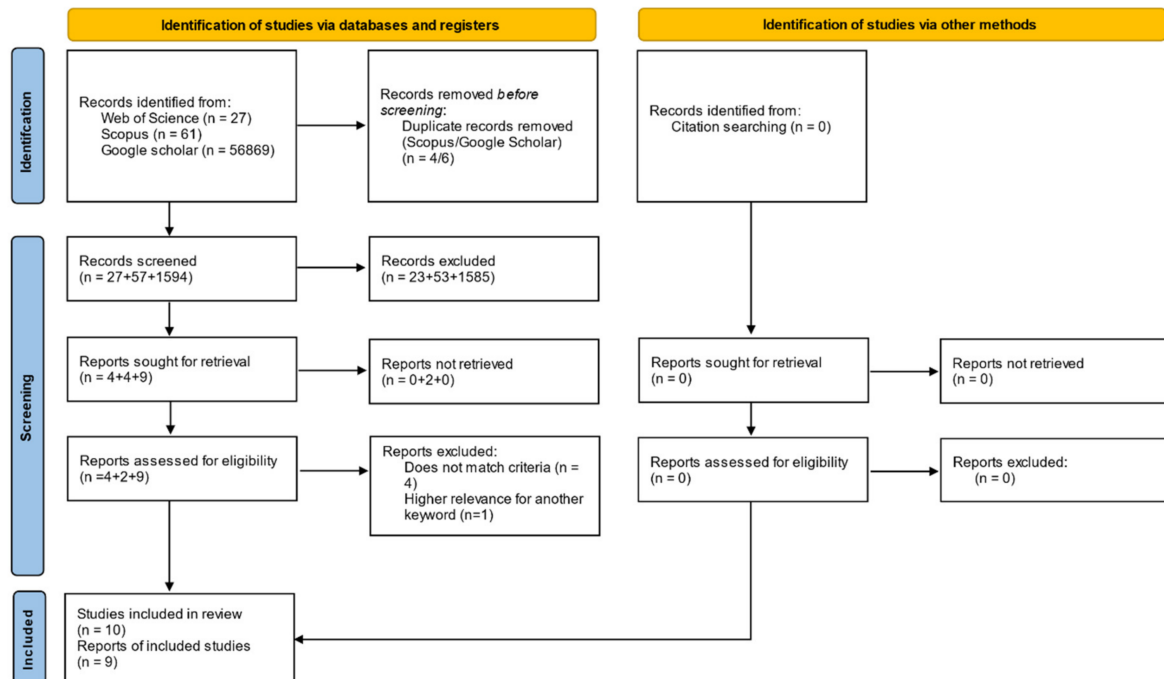 Identification of studies via databases and registers
Identification of studies via other methods
Identifcation
Records identified from:
Web of Science (n = 27)
Scopus (n = 61)
Google scholar (n = 56869)
Records removed before
screening:
Duplicate records removed
(Scopus/Google Scholar)
(n = 4/6)
Records identified from:
Citation searching (n = 0)
Screening
Records screened
(n = 27+57+1594)
Records excluded
(n = 23+53+1585)
Reports sought for retrieval
(n = 4+4+9)
Reports not retrieved
(n = 0+2+0)
Reports sought for retrieval
(n = 0)
Reports not retrieved
(n = 0)
Reports assessed for eligibility
(n =4+2+9)
Reports excluded:
Does not match criteria (n =
4)
Higher relevance for another
keyword (n=1)
Reports assessed for eligibility
(n = 0)
Reports excluded:
(n = 0)
Included
Studies included in review
(n = 10)
Reports of included studies
(n = 9)